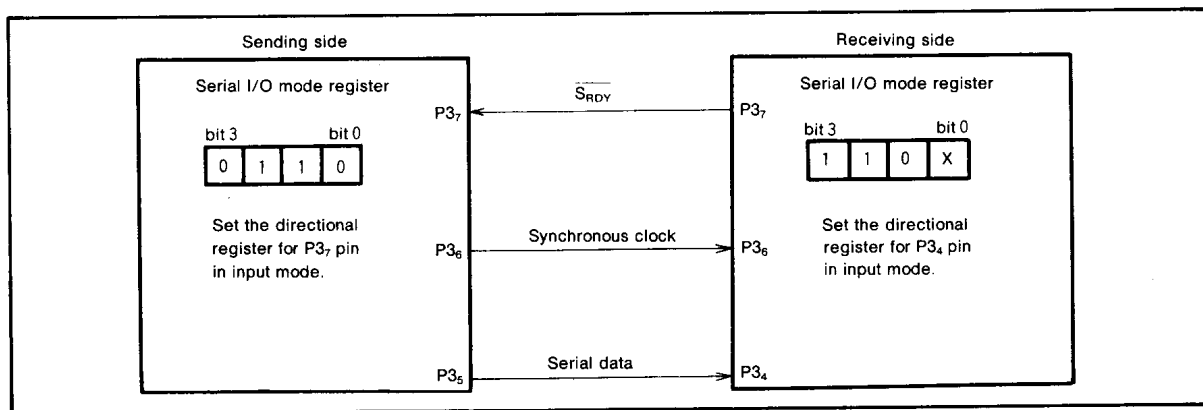 Sending side
Serial I/O mode register
bit 3 bit 0
0 1 1 0
Set the directional
register for P3₇ pin
in input mode.
P3₇
P3₆
P3₅
S̅R̅D̅Y̅
Synchronous clock
Serial data
Receiving side
P3₇
P3₆
P3₄
Serial I/O mode register
bit 3 bit 0
1 1 0 X
Set the directional
register for P3₄ pin
in input mode.